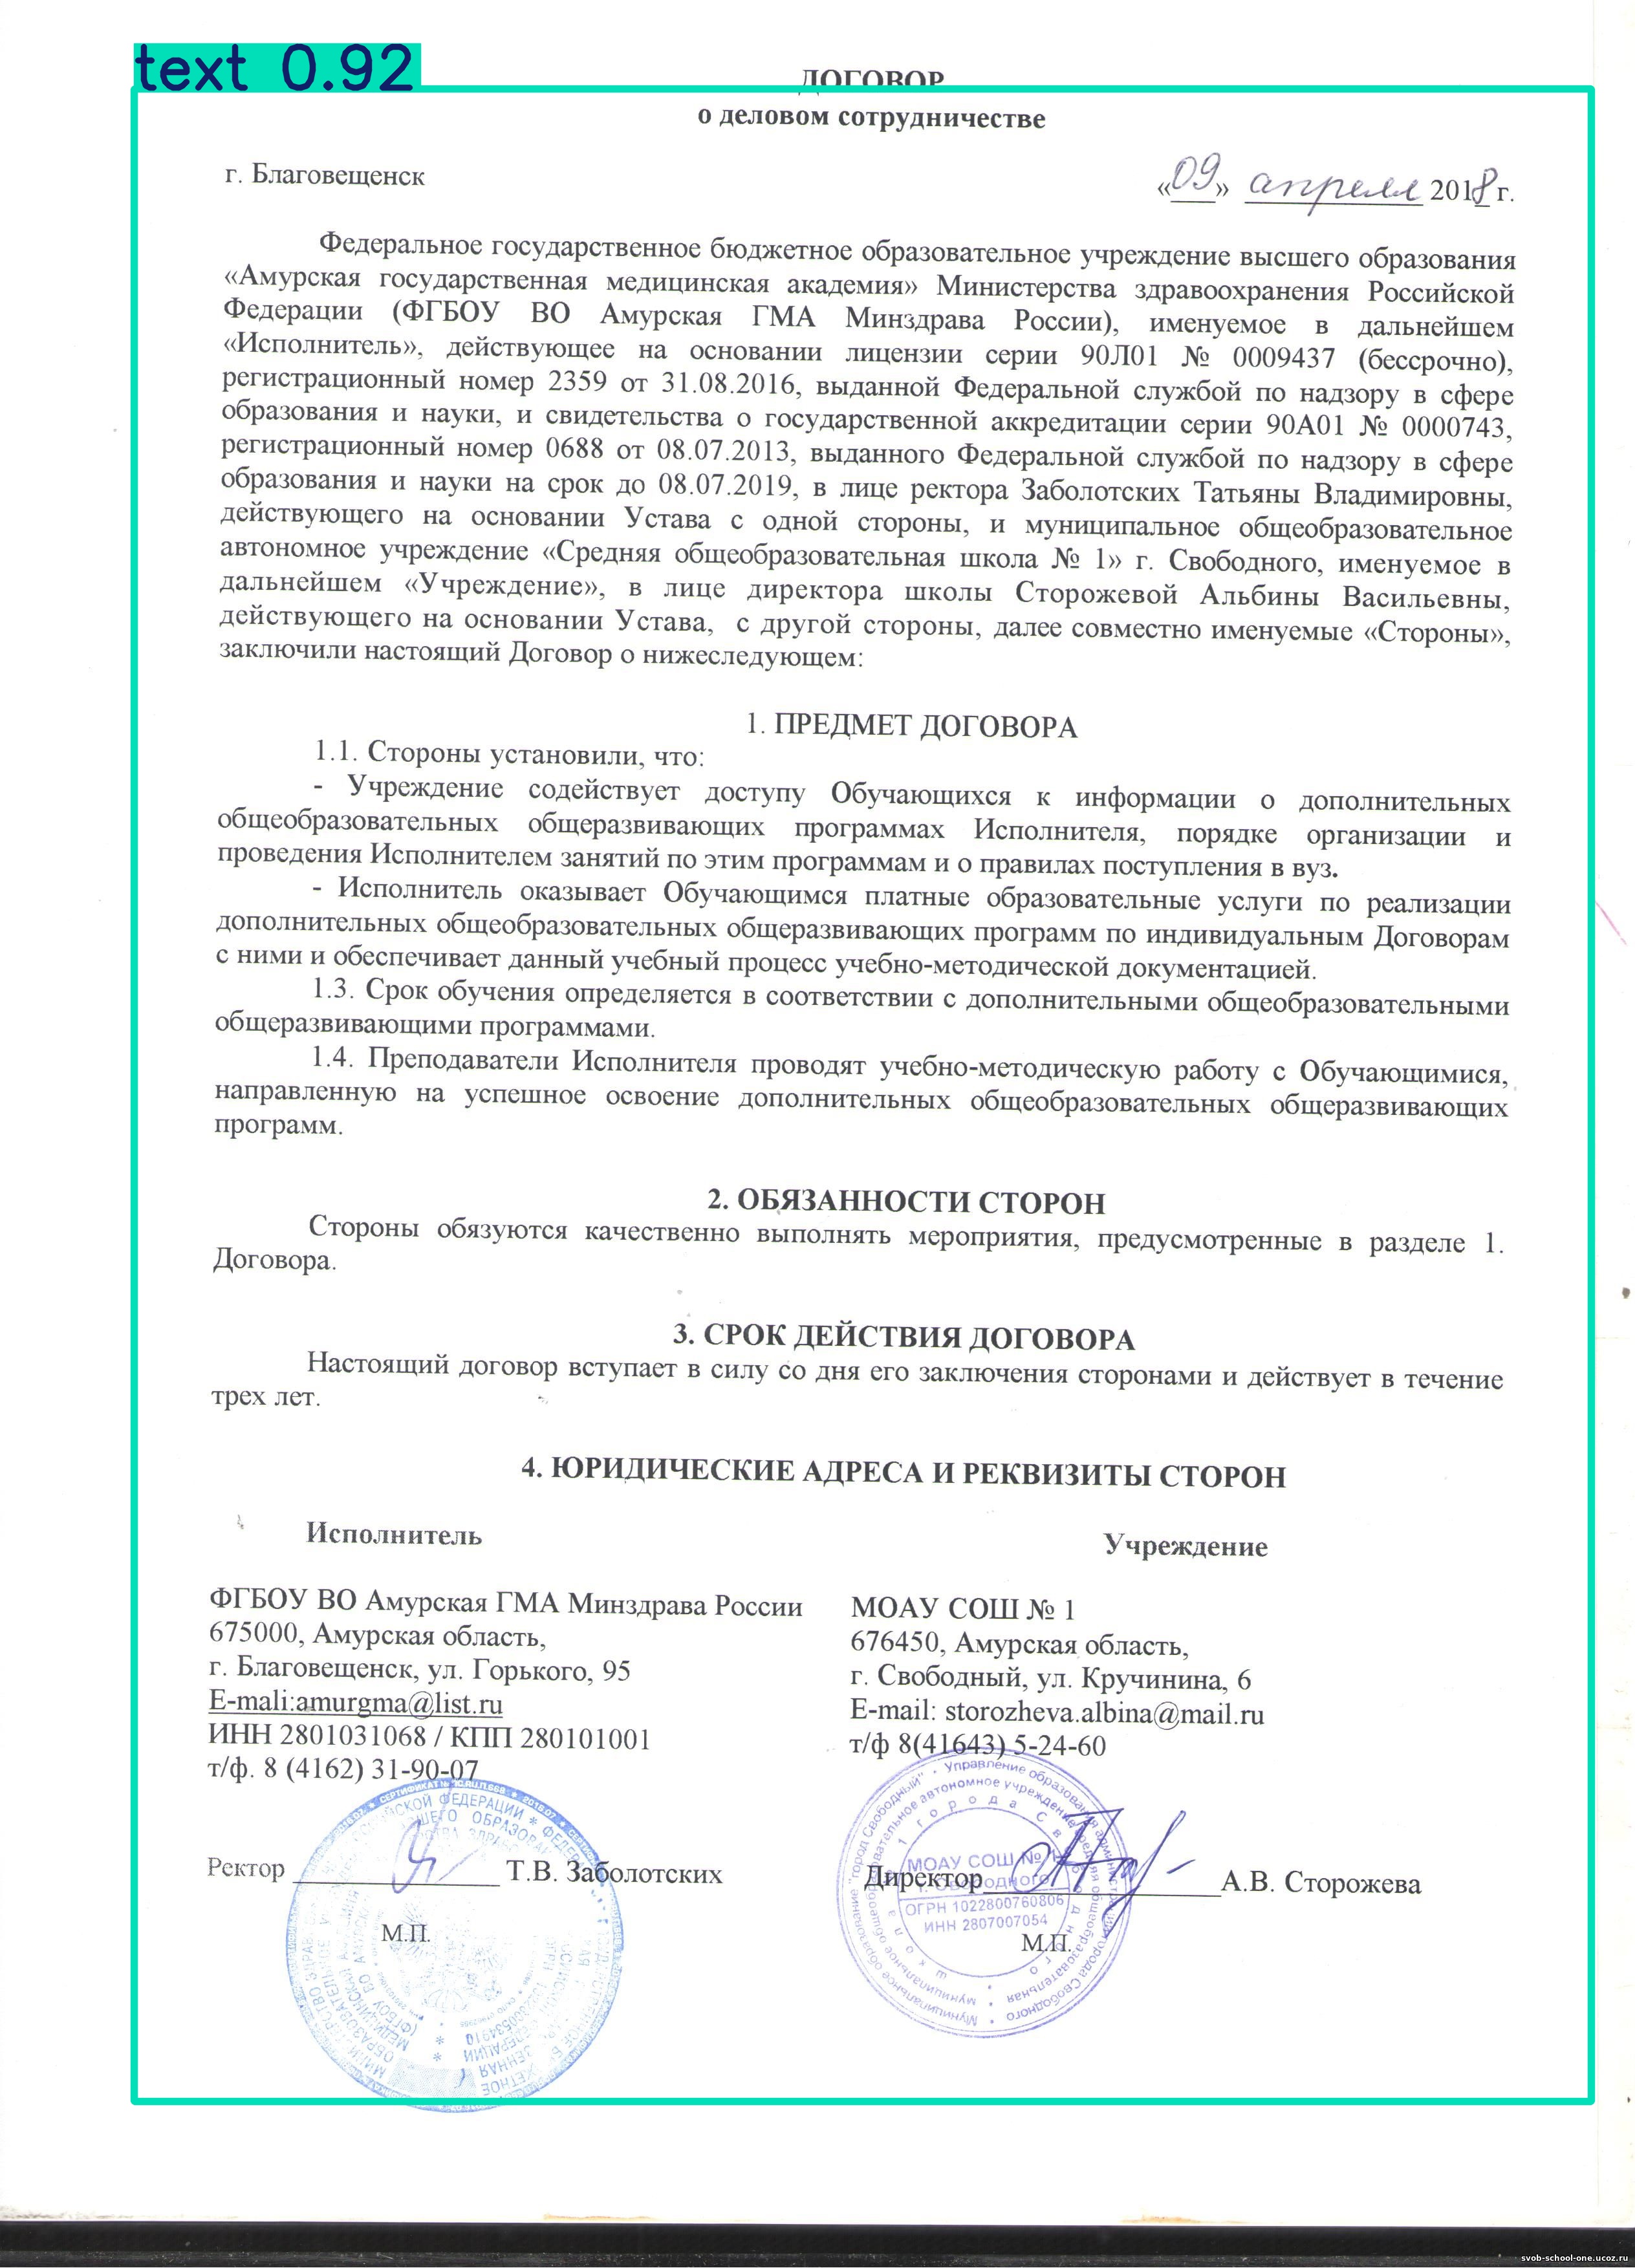 text 0.92
ДОГОВОР
о деловом сотрудничестве
г. Благовещенск
«09» апреля 2018 г.
Федеральное государственное бюджетное образовательное учреждение высшего образования
«Амурская государственная медицинская академия» Министерства здравоохранения Российской
Федерации (ФГБОУ ВО Амурская ГМА Минздрава России), именуемое в дальнейшем
«Исполнитель», действующее на основании лицензии серии 90Л01 № 0009437 (бессрочно),
регистрационный номер 2359 от 31.08.2016, выданной Федеральной службой по надзору в сфере
образования и науки, и свидетельства о государственной аккредитации серии 90А01 № 0000743,
регистрационный номер 0688 от 08.07.2013, выданного Федеральной службой по надзору в сфере
образования и науки на срок до 08.07.2019, в лице ректора Заболотских Татьяны Владимировны,
действующего на основании Устава с одной стороны, и муниципальное общеобразовательное
автономное учреждение «Средняя общеобразовательная школа № 1» г. Свободного, именуемое в
дальнейшем «Учреждение», в лице директора школы Сторожевой Альбины Васильевны,
действующего на основании Устава, с другой стороны, далее совместно именуемые «Стороны»,
заключили настоящий Договор о нижеследующем:
1. ПРЕДМЕТ ДОГОВОРА
1.1. Стороны установили, что:
- Учреждение содействует доступу Обучающихся к информации о дополнительных
общеобразовательных общеразвивающих программах Исполнителя, порядке организации и
проведения Исполнителем занятий по этим программам и о правилах поступления в вуз.
- Исполнитель оказывает Обучающимся платные образовательные услуги по реализации
дополнительных общеобразовательных общеразвивающих программ по индивидуальным Договорам
с ними и обеспечивает данный учебный процесс учебно-методической документацией.
1.3. Срок обучения определяется в соответствии с дополнительными общеобразовательными
общеразвивающими программами.
1.4. Преподаватели Исполнителя проводят учебно-методическую работу с Обучающимися,
направленную на успешное освоение дополнительных общеобразовательных общеразвивающих
программ.
2. ОБЯЗАННОСТИ СТОРОН
Стороны обязуются качественно выполнять мероприятия, предусмотренные в разделе 1.
Договора.
3. СРОК ДЕЙСТВИЯ ДОГОВОРА
Настоящий договор вступает в силу со дня его заключения сторонами и действует в течение
трех лет.
4. ЮРИДИЧЕСКИЕ АДРЕСА И РЕКВИЗИТЫ СТОРОН
Исполнитель
ФГБОУ ВО Амурская ГМА Минздрава России
675000, Амурская область,
г. Благовещенск, ул. Горького, 95
E-mali:amurgma@list.ru
ИНН 2801031068 / КПП 280101001
т/ф. 8 (4162) 31-90-07
Ректор Т.В. Заболотских
М.П.
Учреждение
МОАУ СОШ № 1
676450, Амурская область,
г. Свободный, ул. Кручинина, 6
E-mail: storozheva.albina@mail.ru
т/ф 8(41643) 5-24-60
Директор А.В. Сторожева
М.П.
МОАУ СОШ № 1
г. Свободного
ОГРН 1022800760806
ИНН 2807007054
svob-school-one.ucoz.ru